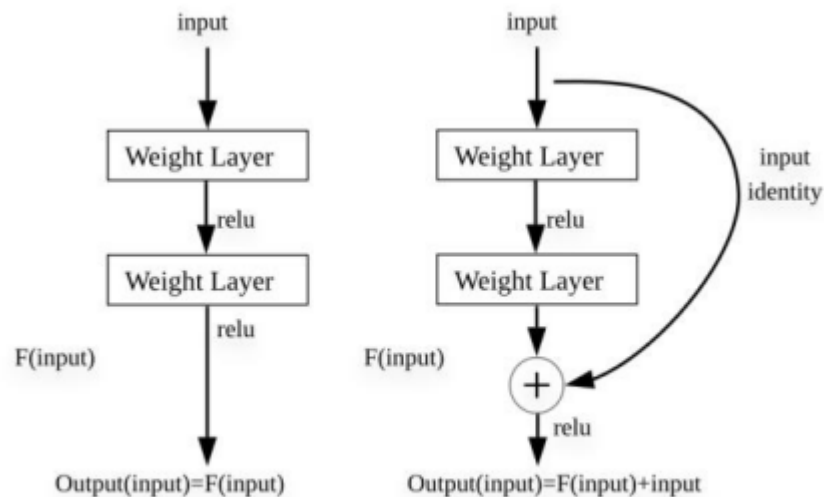 input
Weight Layer
relu
Weight Layer
relu
F(input)
Output(input)=F(input)
input
Weight Layer
relu
Weight Layer
F(input)
+
relu
Output(input)=F(input)+input
input
identity